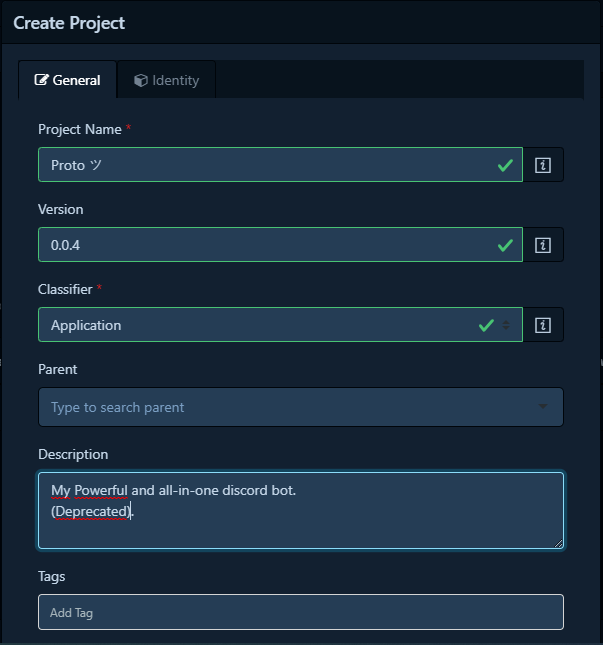 Create Project
General
Identity
Project Name *
Proto ツ
Version
0.0.4
Classifier *
Application
Parent
Type to search parent
Description
My Powerful and all-in-one discord bot.
(Deprecated).
Tags
Add Tag